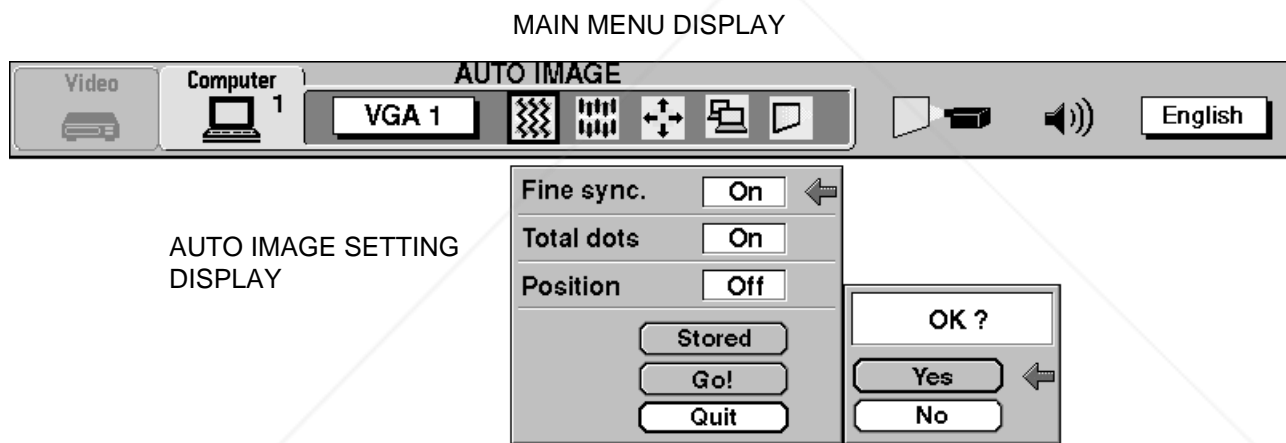 MAIN MENU DISPLAY
AUTO IMAGE
Video
Computer
1
VGA 1
English
AUTO IMAGE SETTING
DISPLAY
Fine sync. On
Total dots On
Position Off
Stored
Go!
Quit
OK ?
Yes
No